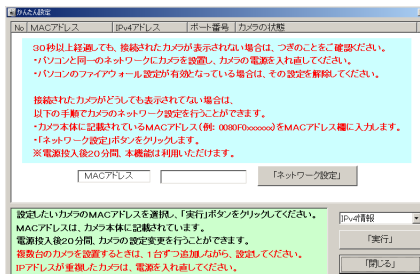 かんたん設定
No MACアドレス IPv4アドレス ポート番号 カメラの状態
30秒以上経過しても、接続されたカメラが表示されない場合は、つぎのことをご確認ください。
・パソコンと同一のネットワークにカメラを設置し、カメラの電源を入れ直してください。
・パソコンのファイアウォール設定が有効となっている場合は、その設定を解除してください。
接続されたカメラがどうしても表示されてない場合は、
以下の手順でカメラのネットワーク設定を行うことができます。
・カメラ本体に記載されているMACアドレス(例: 0080F0xxxxxx)をMACアドレス欄に入力します。
・「ネットワーク設定」ボタンをクリックします。
※電源投入後20分間、本機能は利用いただけます。
MACアドレス 「ネットワーク設定」
設定したいカメラのMACアドレスを選択し、「実行」ボタンをクリックしてください。
MACアドレスは、カメラ本体に記載されています。
電源投入後20分間、カメラの設定変更を行うことができます。
複数台のカメラを設置するときは、1台ずつ追加しながら、設定してください。
IPアドレスが重複したカメラは、電源を入れ直してください。
IPv4情報
「実行」
「閉じる」